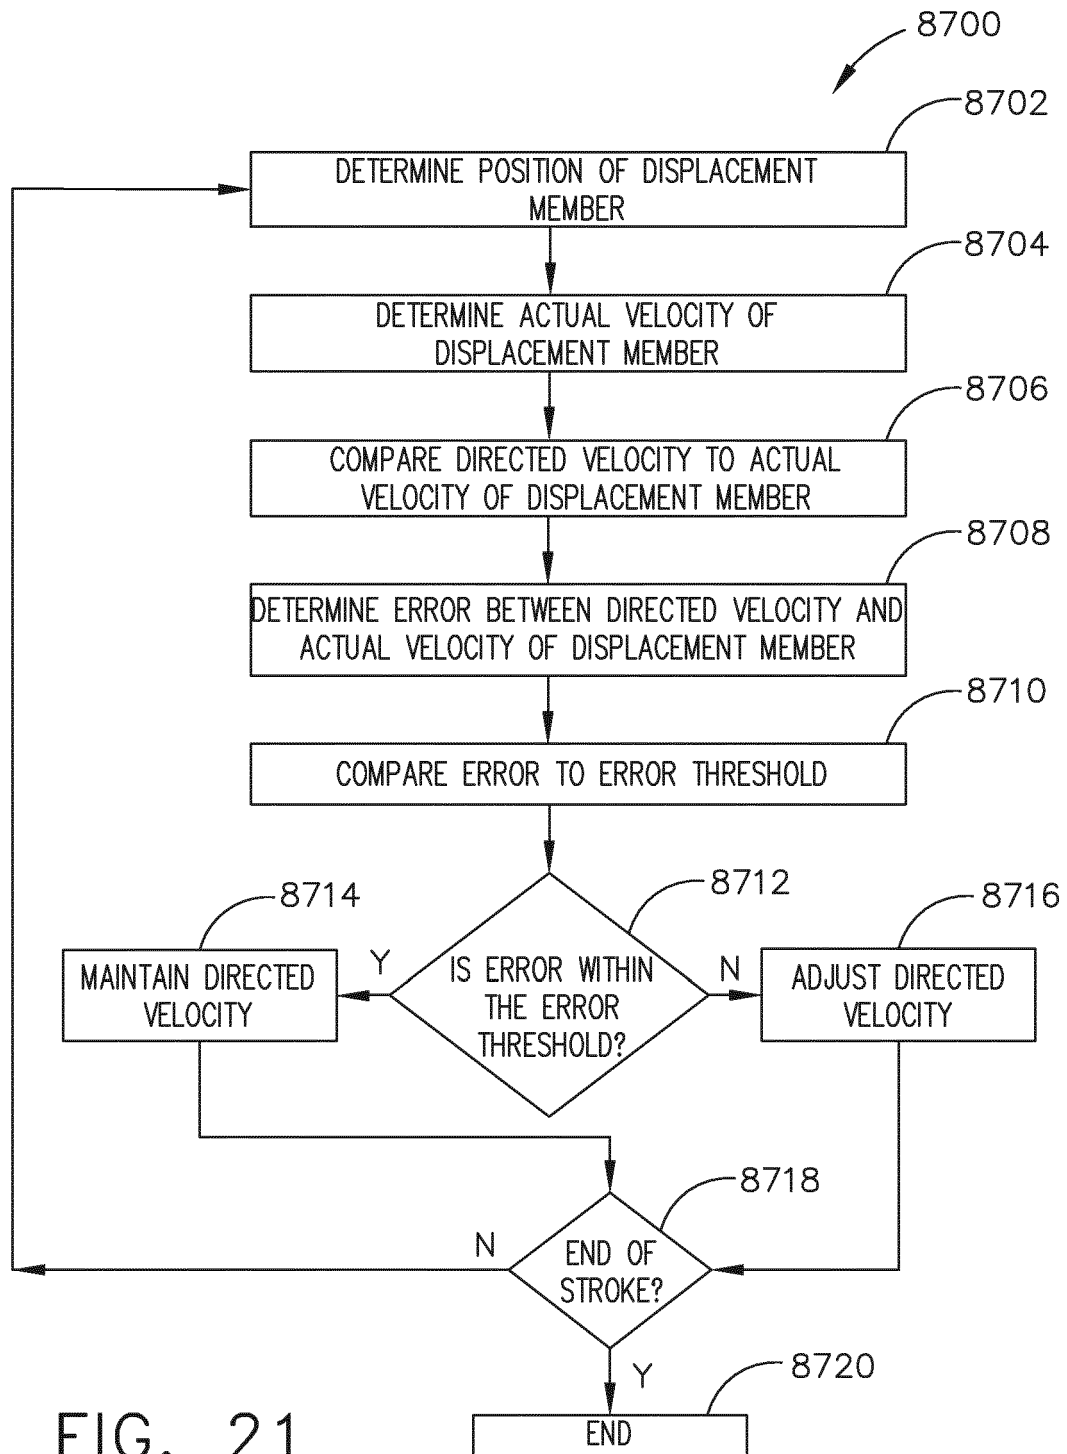 8700
8702
DETERMINE POSITION OF DISPLACEMENT
MEMBER
8704
DETERMINE ACTUAL VELOCITY OF
DISPLACEMENT MEMBER
8706
COMPARE DIRECTED VELOCITY TO ACTUAL
VELOCITY OF DISPLACEMENT MEMBER
8708
DETERMINE ERROR BETWEEN DIRECTED VELOCITY AND
ACTUAL VELOCITY OF DISPLACEMENT MEMBER
8710
COMPARE ERROR TO ERROR THRESHOLD
8712
8714
8716
MAINTAIN DIRECTED
VELOCITY
Y
IS ERROR WITHIN
THE ERROR
THRESHOLD?
N
ADJUST DIRECTED
VELOCITY
8718
N
END OF
STROKE?
Y
8720
END
FIG. 21